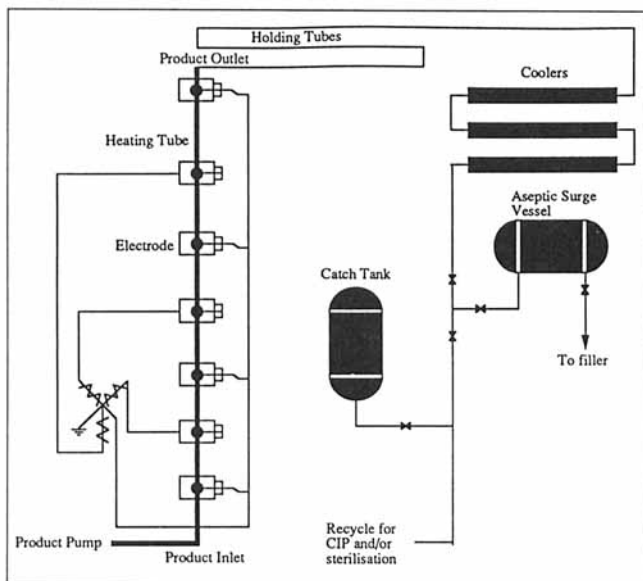 Holding Tubes
Product Outlet
Coolers
Heating Tube
Aseptic Surge
Vessel
Electrode
Catch Tank
To filler
Recycle for
CIP and/or
sterilisation
Product Pump
Product Inlet